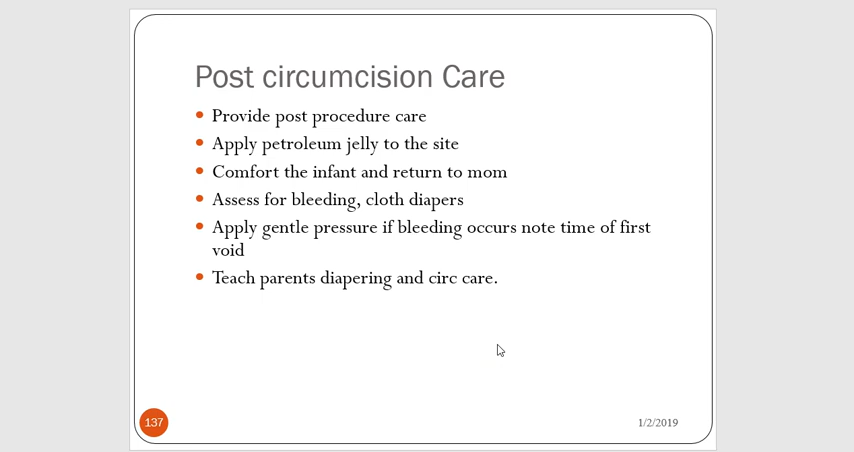 Post circumcision Care
Provide post procedure care
Apply petroleum jelly to the site
Comfort the infant and return to mom
Assess for bleeding, cloth diapers
Apply gentle pressure if bleeding occurs note time of first
void
Teach parents diapering and circ care.
137
1/2/2019